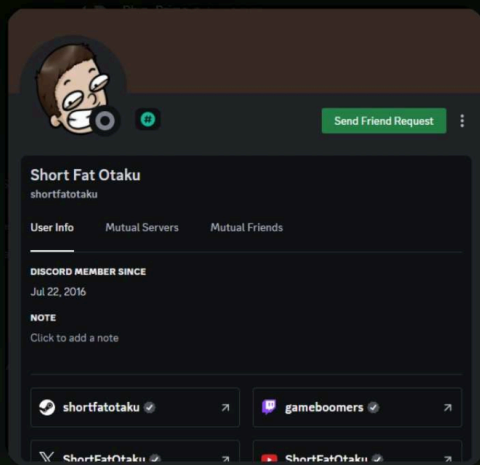 Send Friend Request
Short Fat Otaku
shortfatotaku
User Info Mutual Servers Mutual Friends
DISCORD MEMBER SINCE
Jul 22, 2016
NOTE
Click to add a note
shortfatotaku gameboomers
ShortFatOtaku ShortFatOtaku